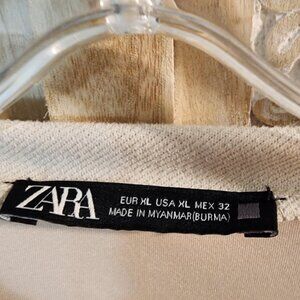 ZARA
EUR XL USA XL MEX 32
MADE IN MYANMAR(BURMA)